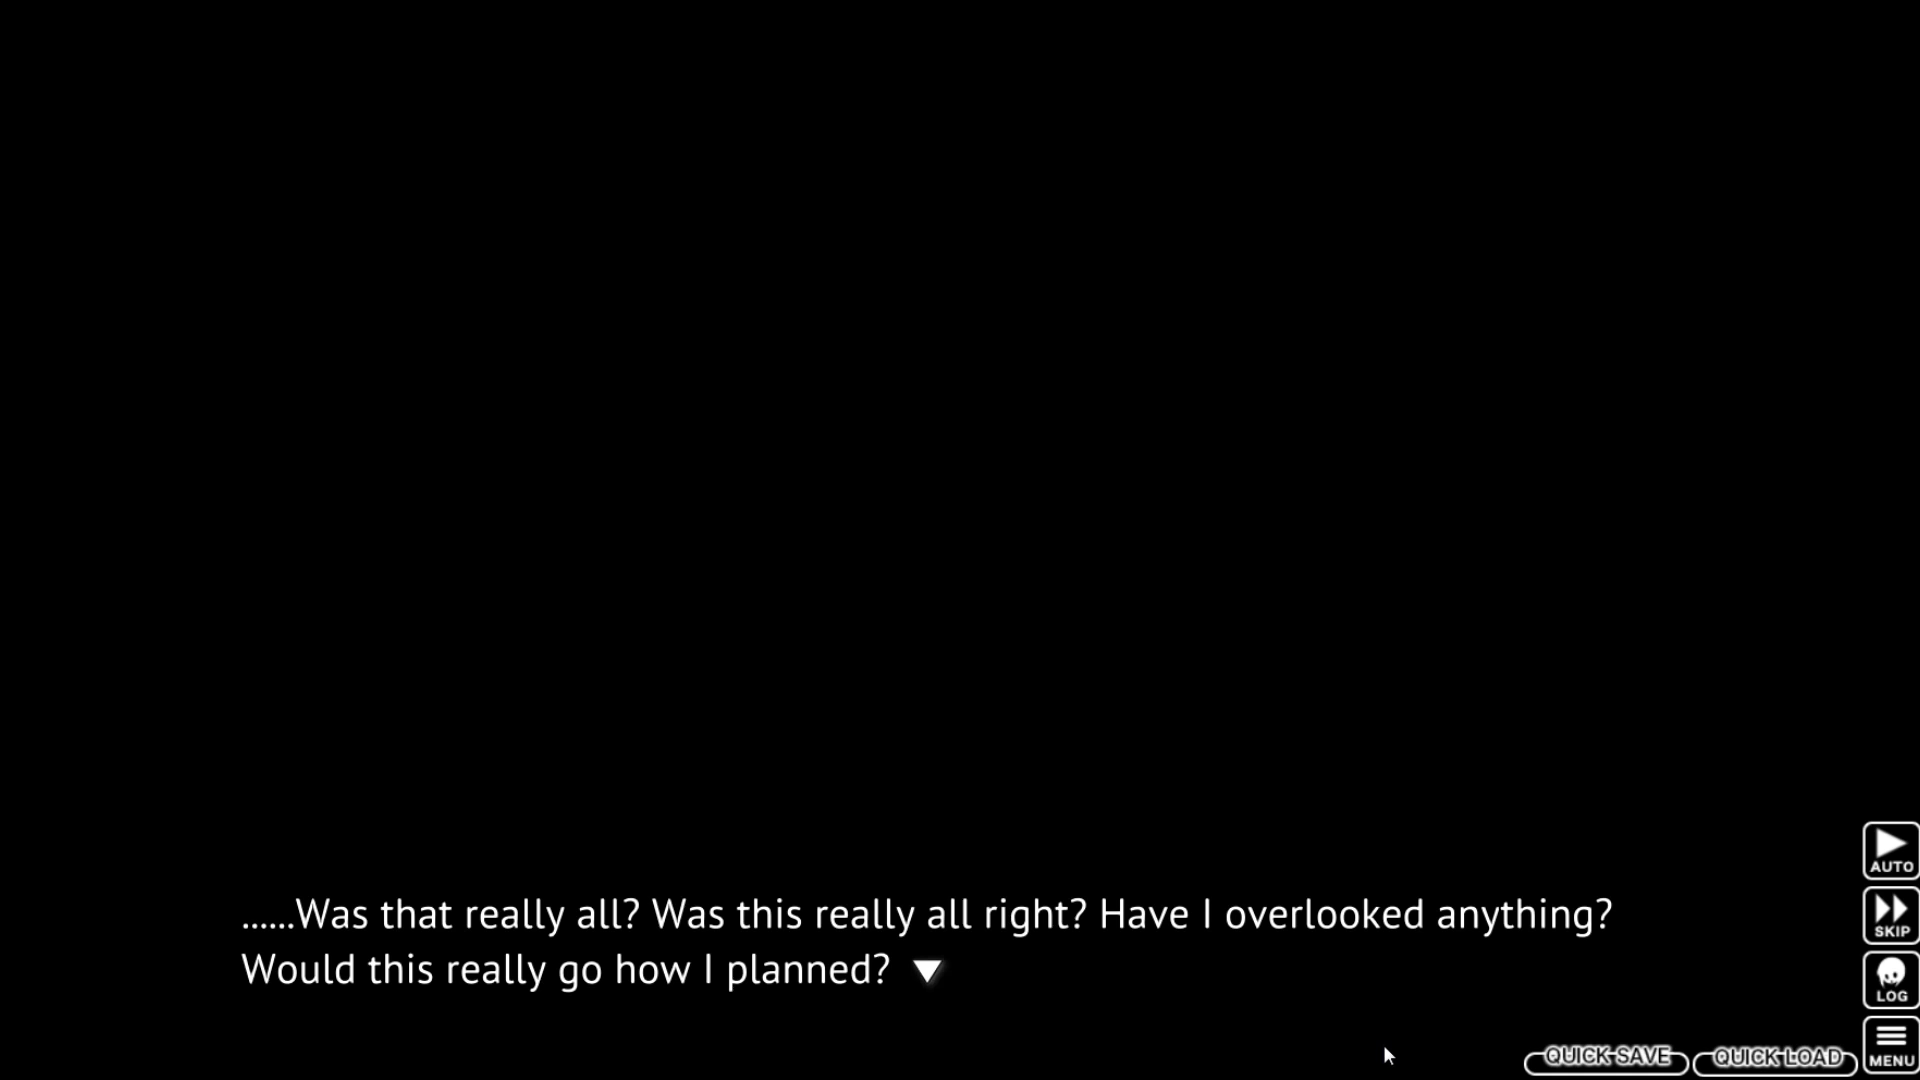 ......Was that really all? Was this really all right? Have I overlooked anything?
Would this really go how I planned?
AUTO
SKIP
LOG
QUICK SAVE QUICK LOAD MENU